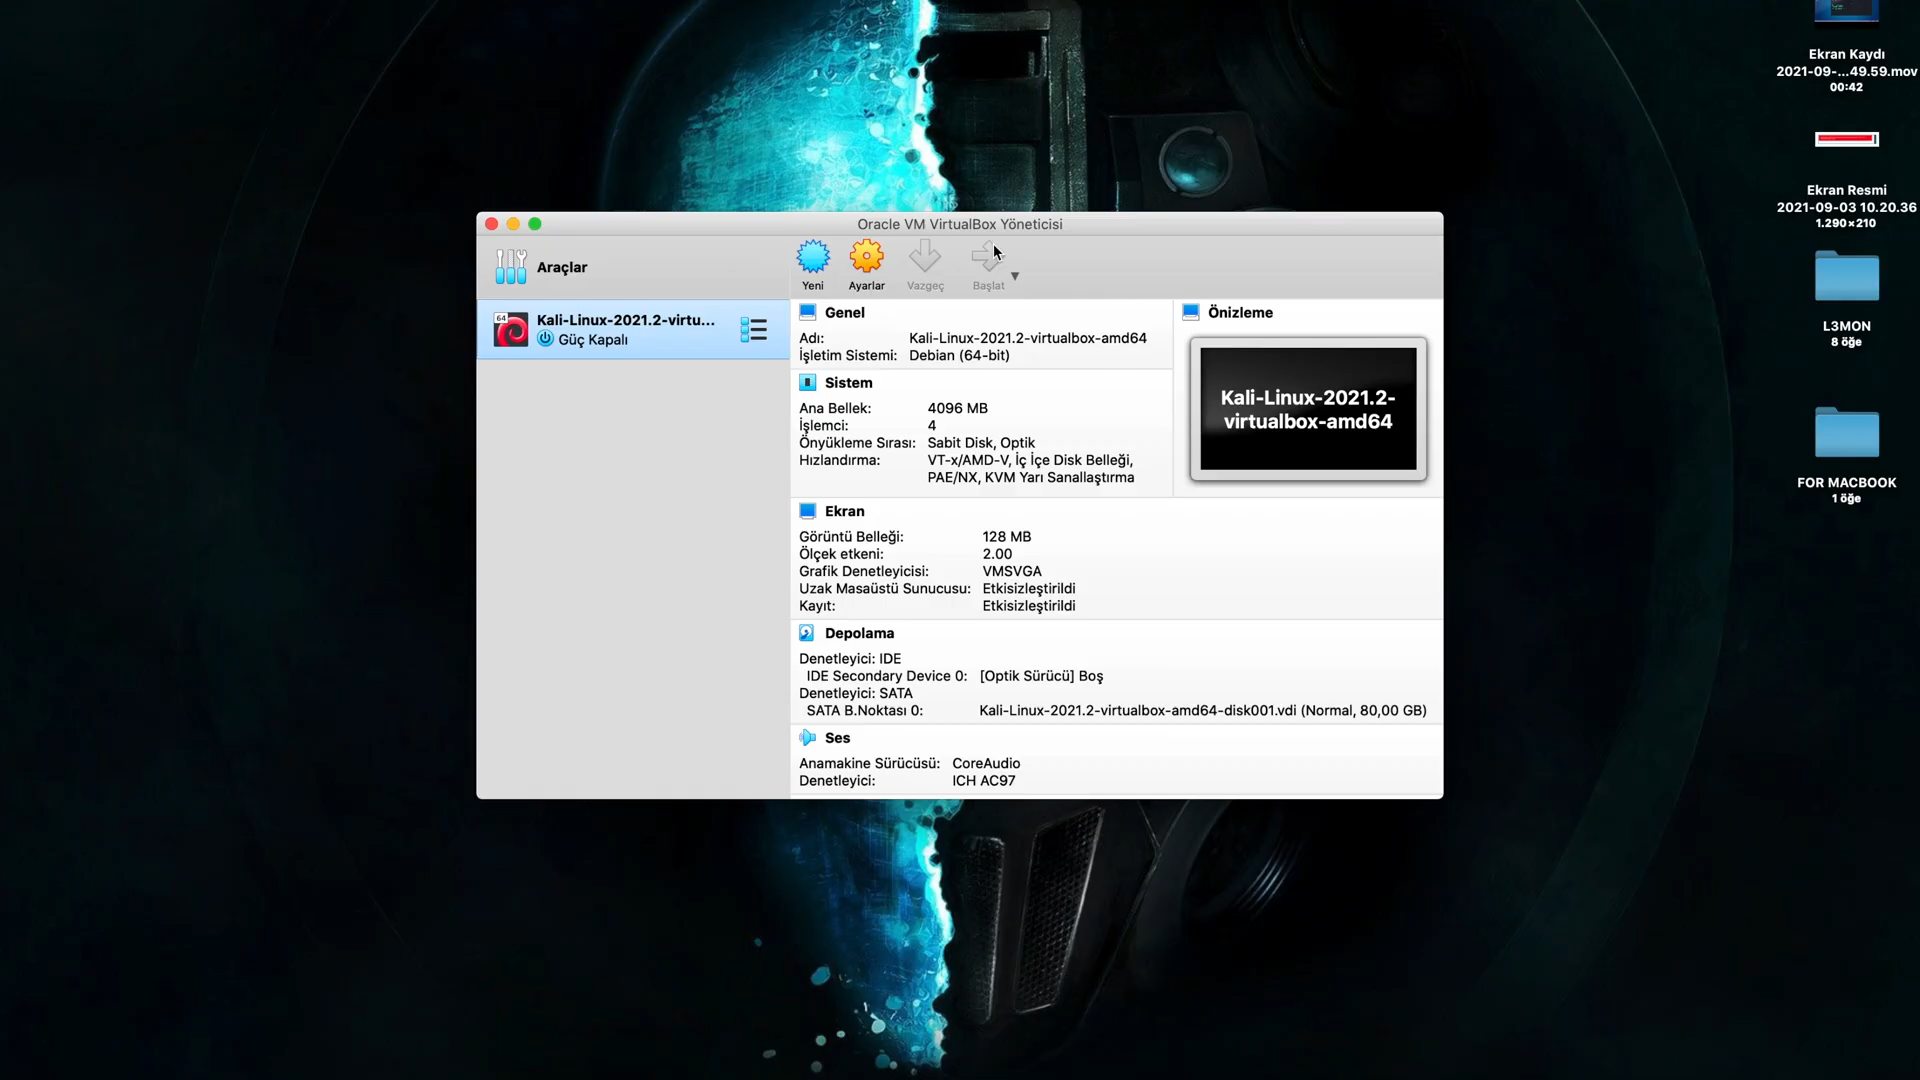 Oracle VM VirtualBox Yöneticisi
Araçlar
Yeni
Ayarlar
Vazgeç
Başlat
64
Kali-Linux-2021.2-virtu...
Güç Kapalı
Genel
Adı: Kali-Linux-2021.2-virtualbox-amd64
İşletim Sistemi: Debian (64-bit)
Sistem
Ana Bellek: 4096 MB
İşlemci: 4
Önyükleme Sırası: Sabit Disk, Optik
Hızlandırma: VT-x/AMD-V, İç İçe Disk Belleği,
PAE/NX, KVM Yarı Sanallaştırma
Önizleme
Kali-Linux-2021.2-
virtualbox-amd64
Ekran
Görüntü Belleği: 128 MB
Ölçek etkeni: 2.00
Grafik Denetleyicisi: VMSVGA
Uzak Masaüstü Sunucusu: Etkisizleştirildi
Kayıt: Etkisizleştirildi
Depolama
Denetleyici: IDE
IDE Secondary Device 0: [Optik Sürücü] Boş
Denetleyici: SATA
SATA B.Noktası 0: Kali-Linux-2021.2-virtualbox-amd64-disk001.vdi (Normal, 80,00 GB)
Ses
Anamakine Sürücüsü: CoreAudio
Denetleyici: ICH AC97
Ekran Kaydı
2021-09-...49.59.mov
00:42
Ekran Resmi
2021-09-03 10.20.36
1.290×210
L3MON
8 öğe
FOR MACBOOK
1 öğe